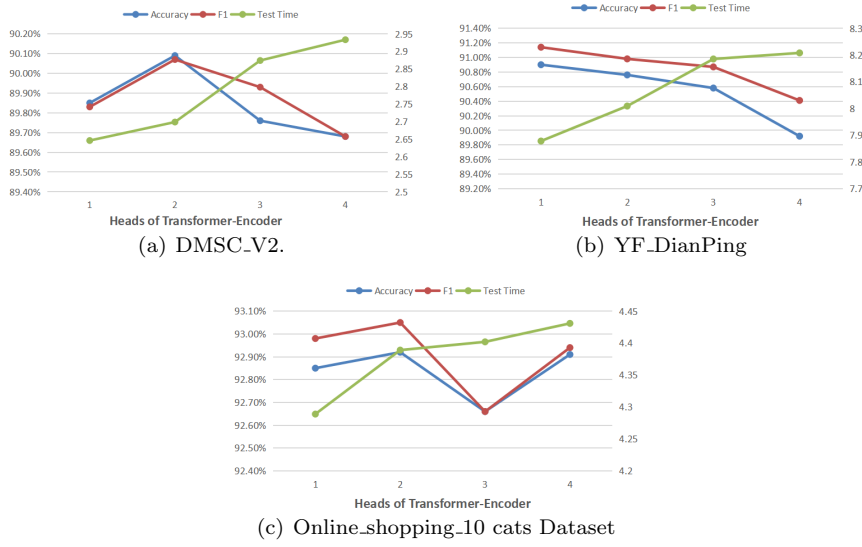 Accuracy F1 Test Time
90.20% 2.95
90.10% 2.9
90.00% 2.85
89.90% 2.8
89.80% 2.75
89.70% 2.7
89.60% 2.65
89.50% 2.6
89.40% 2.55
2.5
1 2 3 4
Heads of Transformer-Encoder
(a) DMSC_V2.
Accuracy F1 Test Time
91.40% 8.3
91.20%
91.00% 8.2
90.80%
90.60% 8.1
90.40%
90.20% 8
90.00%
89.80% 7.9
89.60%
89.40% 7.8
89.20% 7.7
1 2 3 4
Heads of Transformer-Encoder
(b) YF_DianPing
Accuracy F1 Test Time
93.10% 4.45
93.00% 4.4
92.90% 4.35
92.80%
92.70% 4.3
92.60%
92.50% 4.25
92.40% 4.2
1 2 3 4
Heads of Transformer-Encoder
(c) Online_shopping_10 cats Dataset